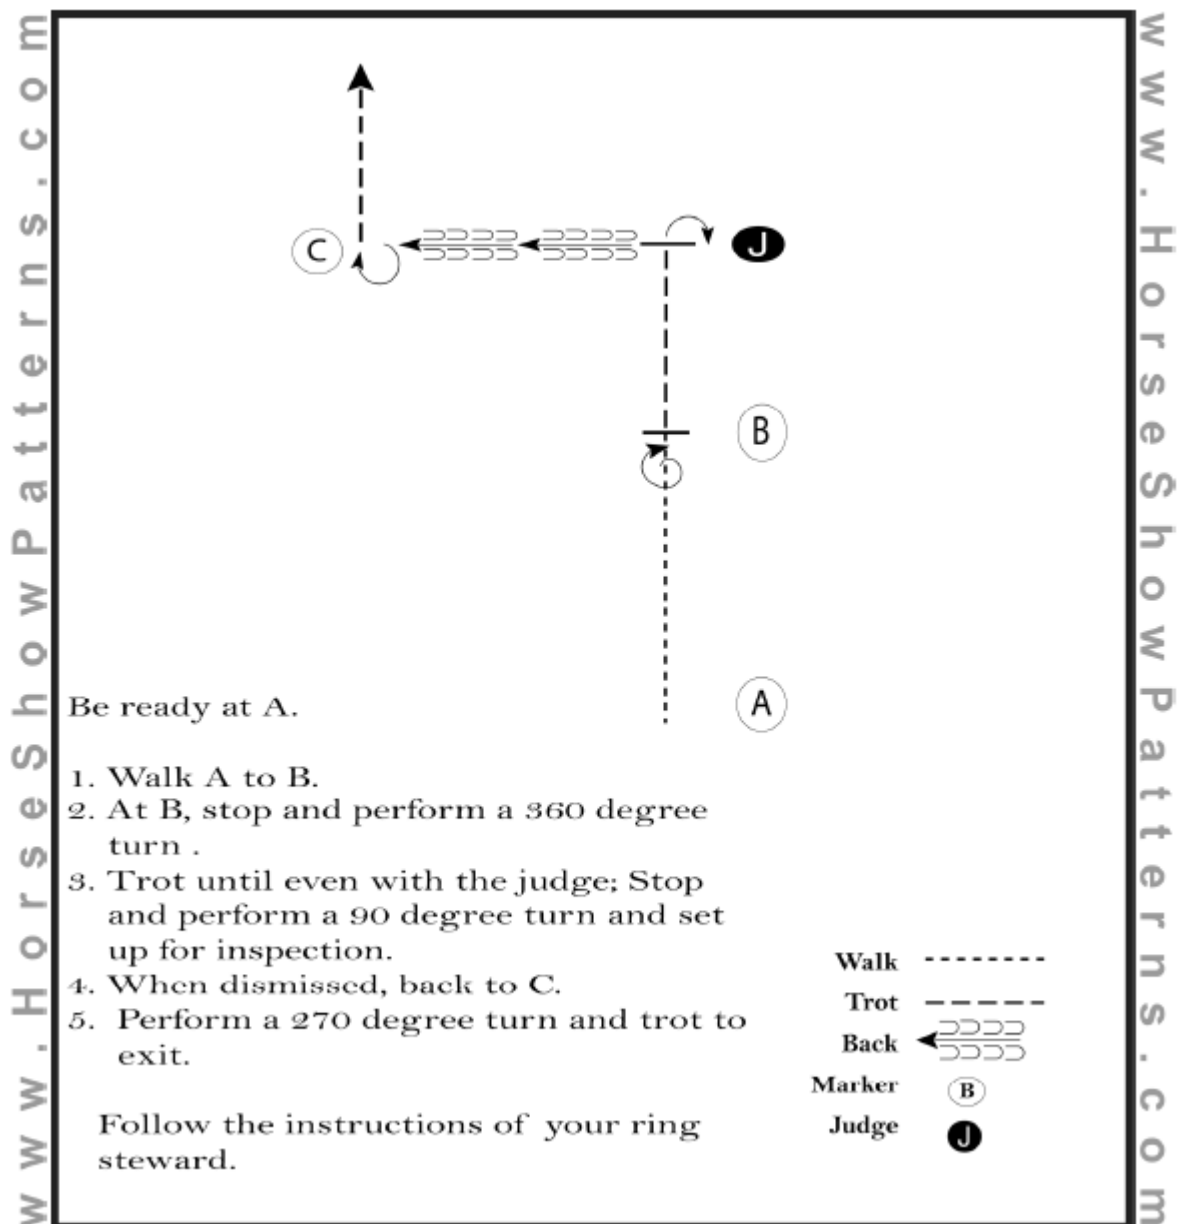 www.HorseShowPatterns.com
www.HorseShowPatterns.com
C
J
B
A
Be ready at A.
1. Walk A to B.
2. At B, stop and perform a 360 degree
turn .
3. Trot until even with the judge; Stop
and perform a 90 degree turn and set
up for inspection.
4. When dismissed, back to C.
5. Perform a 270 degree turn and trot to
exit.
Follow the instructions of your ring
steward.
Walk
Trot
Back
Marker B
Judge J